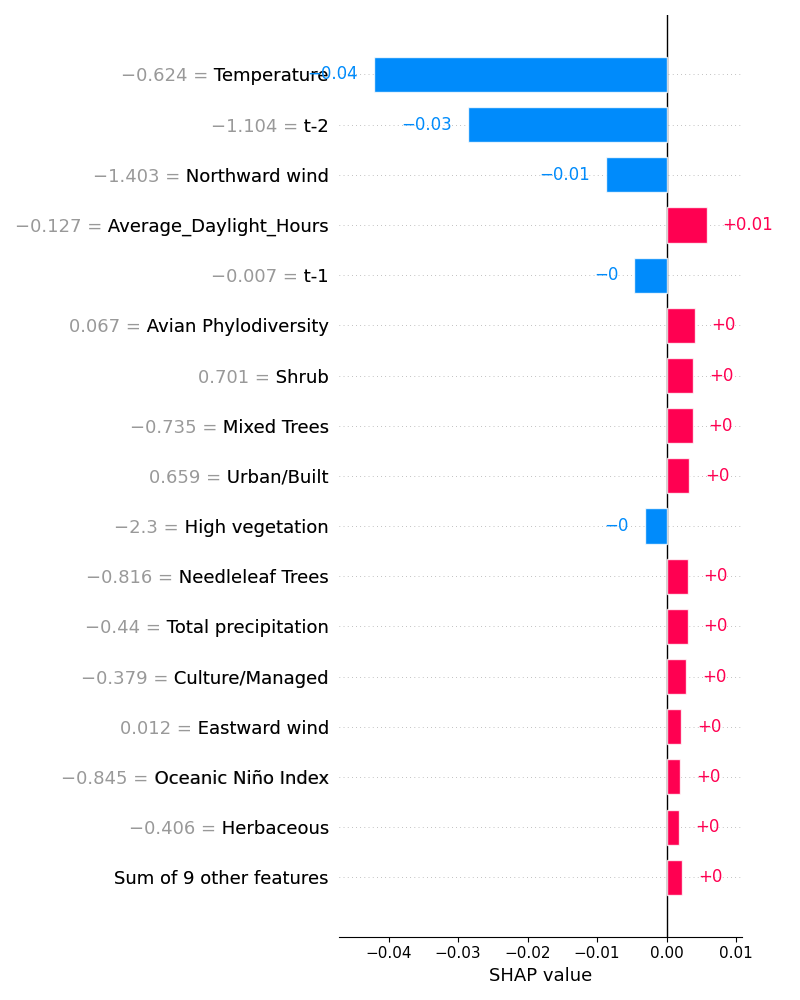 −0.624 = Temperature −0.04
−1.104 = t-2 −0.03
−1.403 = Northward wind −0.01
−0.127 = Average_Daylight_Hours +0.01
−0.007 = t-1 −0
0.067 = Avian Phylodiversity +0
0.701 = Shrub +0
−0.735 = Mixed Trees +0
0.659 = Urban/Built +0
−2.3 = High vegetation −0
−0.816 = Needleleaf Trees +0
−0.44 = Total precipitation +0
−0.379 = Culture/Managed +0
0.012 = Eastward wind +0
−0.845 = Oceanic Niño Index +0
−0.406 = Herbaceous +0
Sum of 9 other features +0
−0.04 −0.03 −0.02 −0.01 0.00 0.01
SHAP value